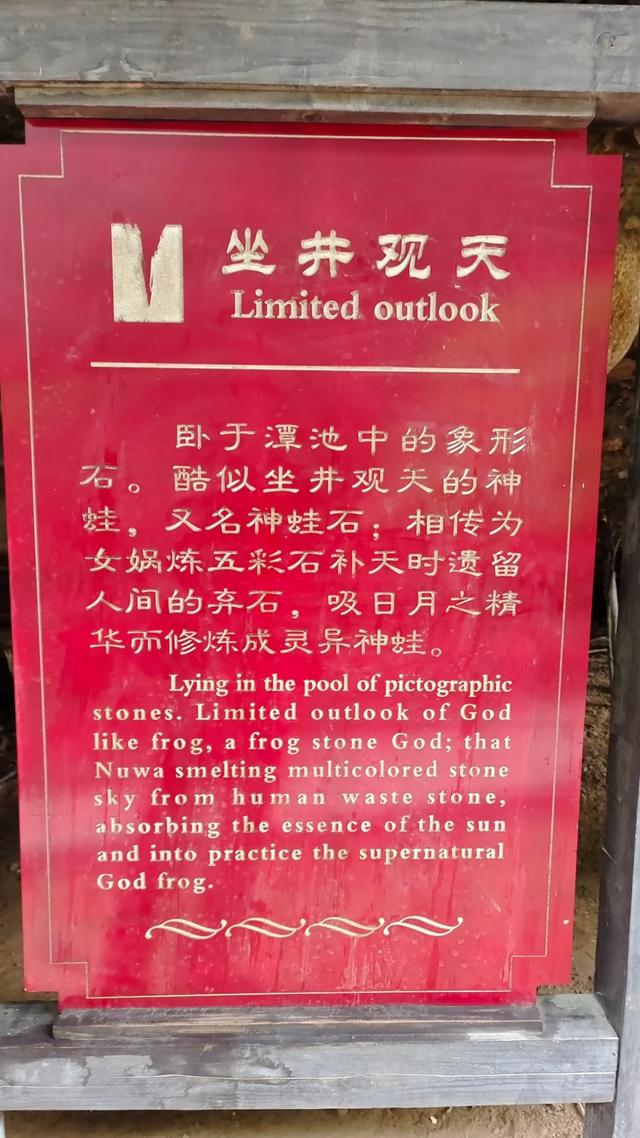 坐井观天
Limited outlook
卧于潭池中的象形
石。酷似坐井观天的神
蛙，又名神蛙石；相传为
女娲炼五彩石补天时遗留
人间的弃石，吸日月之精
华而修炼成灵异神蛙。
Lying in the pool of pictographic
stones. Limited outlook of God
like frog, a frog stone God; that
Nuwa smelting multicolored stone
sky from human waste stone,
absorbing the essence of the sun
and into practice the supernatural
God frog.